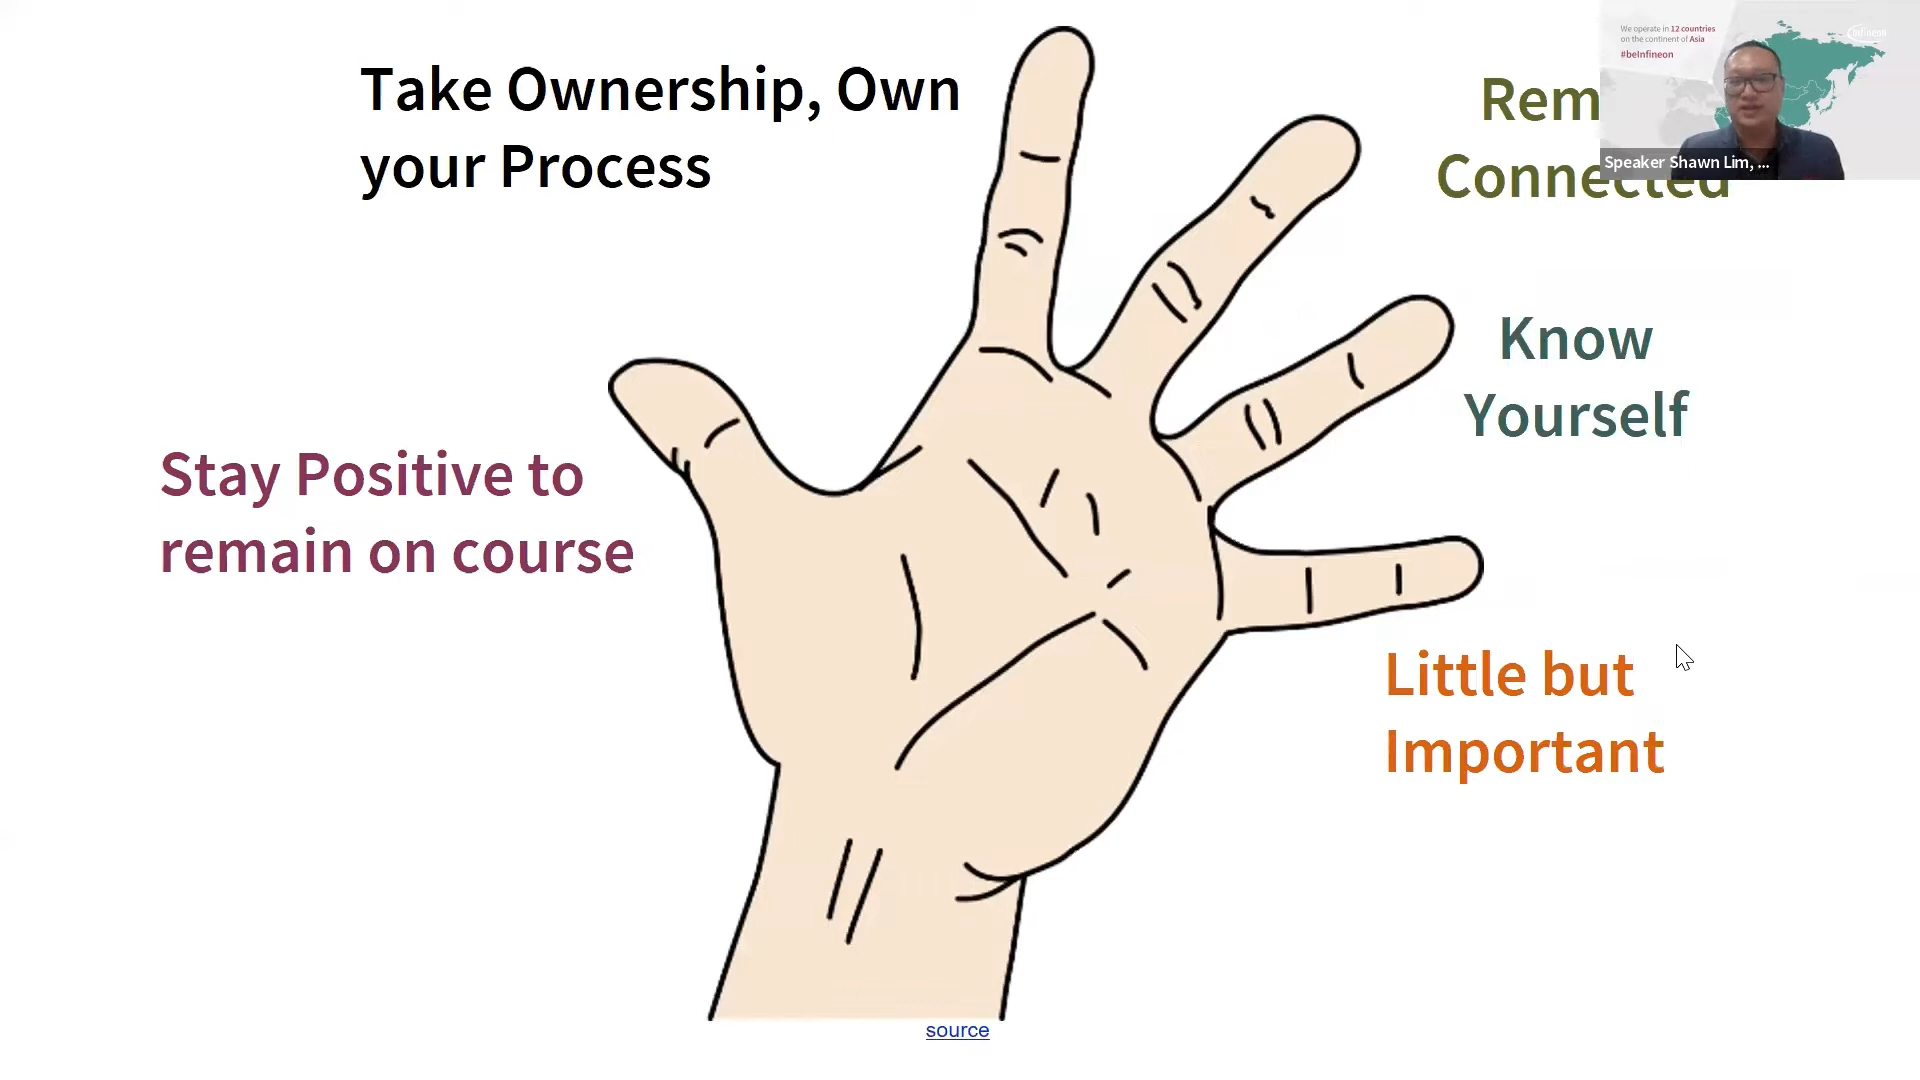 Take Ownership, Own
your Process
Rem
Connected
We operate in 12 countries
on the continent of Asia
#beInfineon
infineon
Speaker Shawn Lim, ...
Know
Yourself
Stay Positive to
remain on course
Little but
Important
source